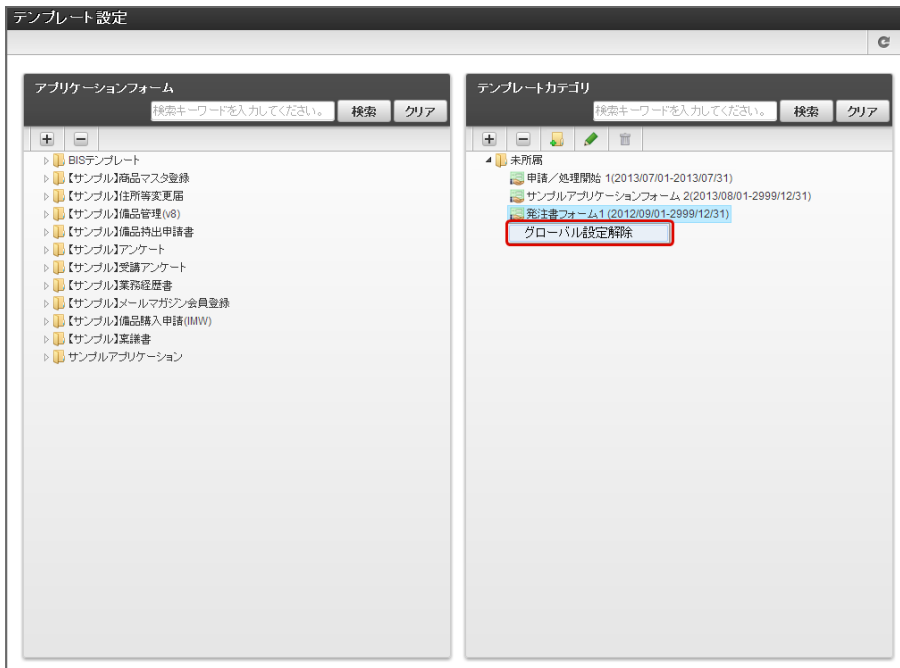 テンプレート設定
アプリケーションフォーム
検索キーワードを入力してください。 検索 クリア
BISテンプレート
【サンプル】商品マスタ登録
【サンプル】住所等変更届
【サンプル】備品管理(v8)
【サンプル】備品持出申請書
【サンプル】アンケート
【サンプル】受講アンケート
【サンプル】業務経歴書
【サンプル】メールマガジン会員登録
【サンプル】備品購入申請(IMW)
【サンプル】稟議書
サンプルアプリケーション
テンプレートカテゴリ
検索キーワードを入力してください。 検索 クリア
未所属
申請／処理開始 1(2013/07/01-2013/07/31)
サンプルアプリケーションフォーム 2(2013/08/01-2999/12/31)
発注書フォーム1 (2012/09/01-2999/12/31)
グローバル設定解除